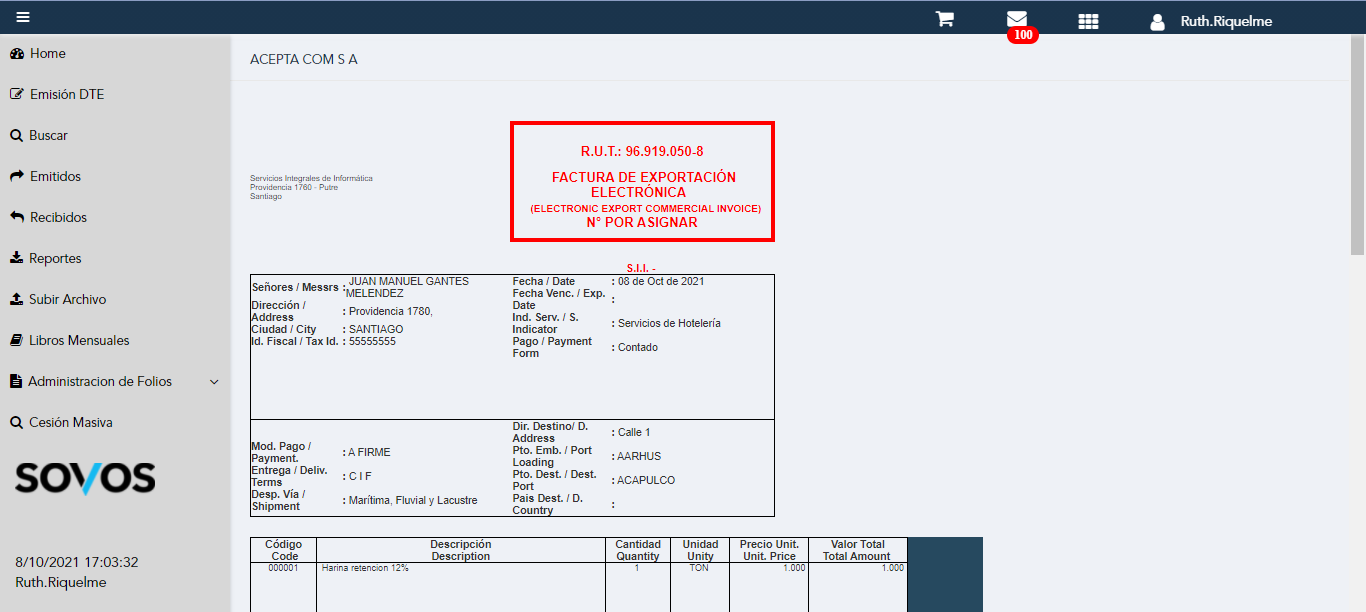 Ruth.Riquelme
100
Home
Emisión DTE
Buscar
Emitidos
Recibidos
Reportes
Subir Archivo
Libros Mensuales
Administracion de Folios
Cesión Masiva
SOVOS
8/10/2021 17:03:32
Ruth.Riquelme
ACEPTA COM S A
Servicios Integrales de Informática
Providencia 1760 - Putre
Santiago
R.U.T.: 96.919.050-8
FACTURA DE EXPORTACIÓN
ELECTRÓNICA
(ELECTRONIC EXPORT COMMERCIAL INVOICE)
N° POR ASIGNAR
S.I.I. -
Señores / Messrs : JUAN MANUEL GANTES
MELENDEZ
Dirección /
Address : Providencia 1780,
Ciudad / City : SANTIAGO
Id. Fiscal / Tax Id. : 55555555
Fecha / Date : 08 de Oct de 2021
Fecha Venc. / Exp.
Date :
Ind. Serv. / S.
Indicator : Servicios de Hotelería
Pago / Payment
Form : Contado
Mod. Pago /
Payment. : A FIRME
Entrega / Deliv.
Terms : C I F
Desp. Vía /
Shipment : Marítima, Fluvial y Lacustre
Dir. Destino/ D.
Address : Calle 1
Pto. Emb. / Port
Loading : AARHUS
Pto. Dest. / Dest.
Port : ACAPULCO
Pais Dest. / D.
Country :
Código Descripción Cantidad Unidad Precio Unit. Valor Total
Code Description Quantity Unity Unit. Price Total Amount
000001 Harina retencion 12% 1 TON 1.000 1.000